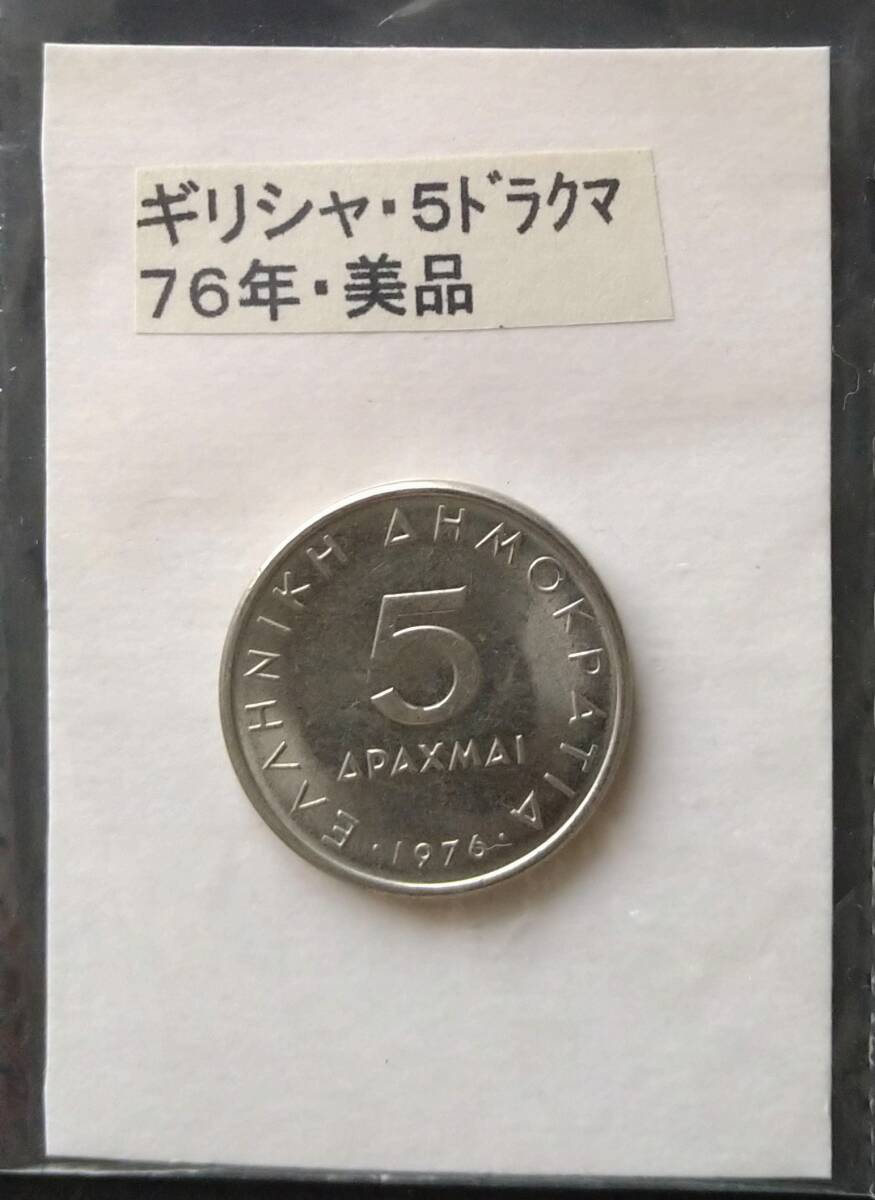 ギリシャ・5ﾄﾞﾗｸﾏ
76年・美品
ΕΛΛΗΝΙΚΗ ΔΗΜΟΚΡΑΤΙΑ
5
ΔΡΑΧΜΑΙ
·1976·